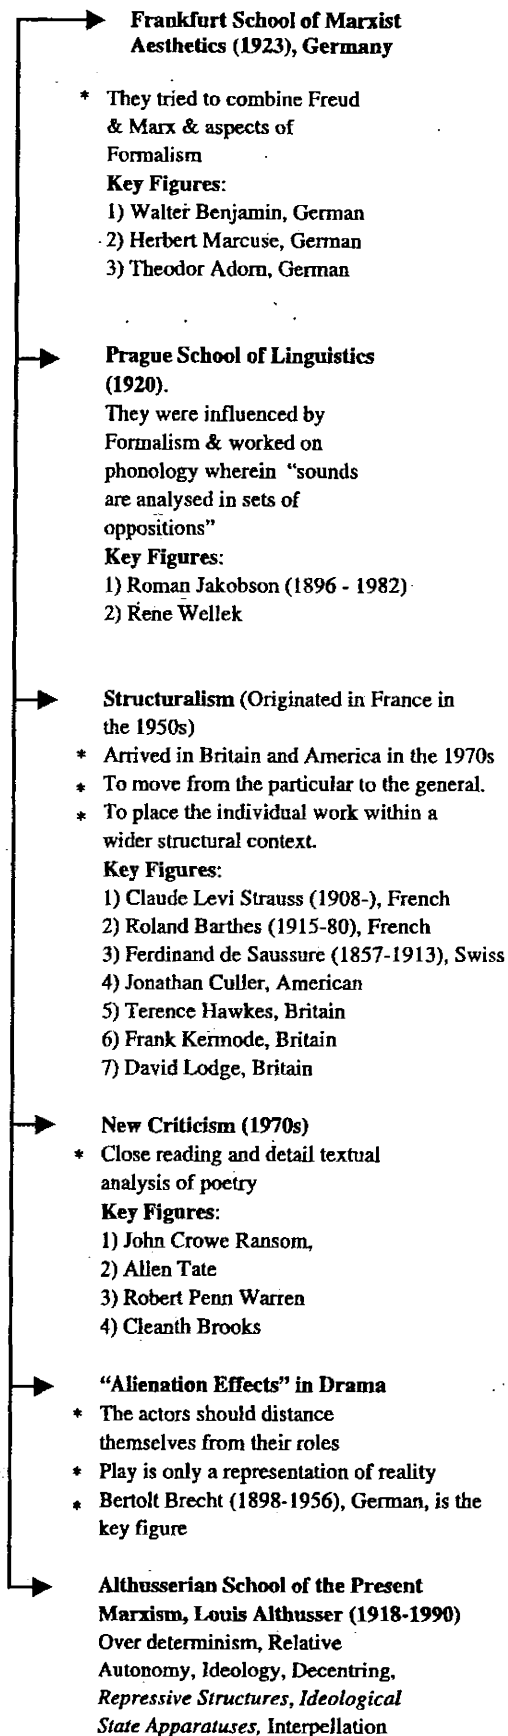 Frankfurt School of Marxist
Aesthetics (1923), Germany
* They tried to combine Freud
& Marx & aspects of
Formalism
Key Figures:
1) Walter Benjamin, German
2) Herbert Marcuse, German
3) Theodor Adorn, German
Prague School of Linguistics
(1920).
They were influenced by
Formalism & worked on
phonology wherein "sounds
are analysed in sets of
oppositions"
Key Figures:
1) Roman Jakobson (1896 - 1982)
2) Rene Wellek
Structuralism (Originated in France in
the 1950s)
* Arrived in Britain and America in the 1970s
* To move from the particular to the general.
* To place the individual work within a
wider structural context.
Key Figures:
1) Claude Levi Strauss (1908-), French
2) Roland Barthes (1915-80), French
3) Ferdinand de Saussure (1857-1913), Swiss
4) Jonathan Culler, American
5) Terence Hawkes, Britain
6) Frank Kermode, Britain
7) David Lodge, Britain
New Criticism (1970s)
* Close reading and detail textual
analysis of poetry
Key Figures:
1) John Crowe Ransom,
2) Allen Tate
3) Robert Penn Warren
4) Cleanth Brooks
"Alienation Effects" in Drama
* The actors should distance
themselves from their roles
* Play is only a representation of reality
* Bertolt Brecht (1898-1956), German, is the
key figure
Althusserian School of the Present
Marxism, Louis Althusser (1918-1990)
Over determinism, Relative
Autonomy, Ideology, Decentring,
Repressive Structures, Ideological
State Apparatuses, Interpellation